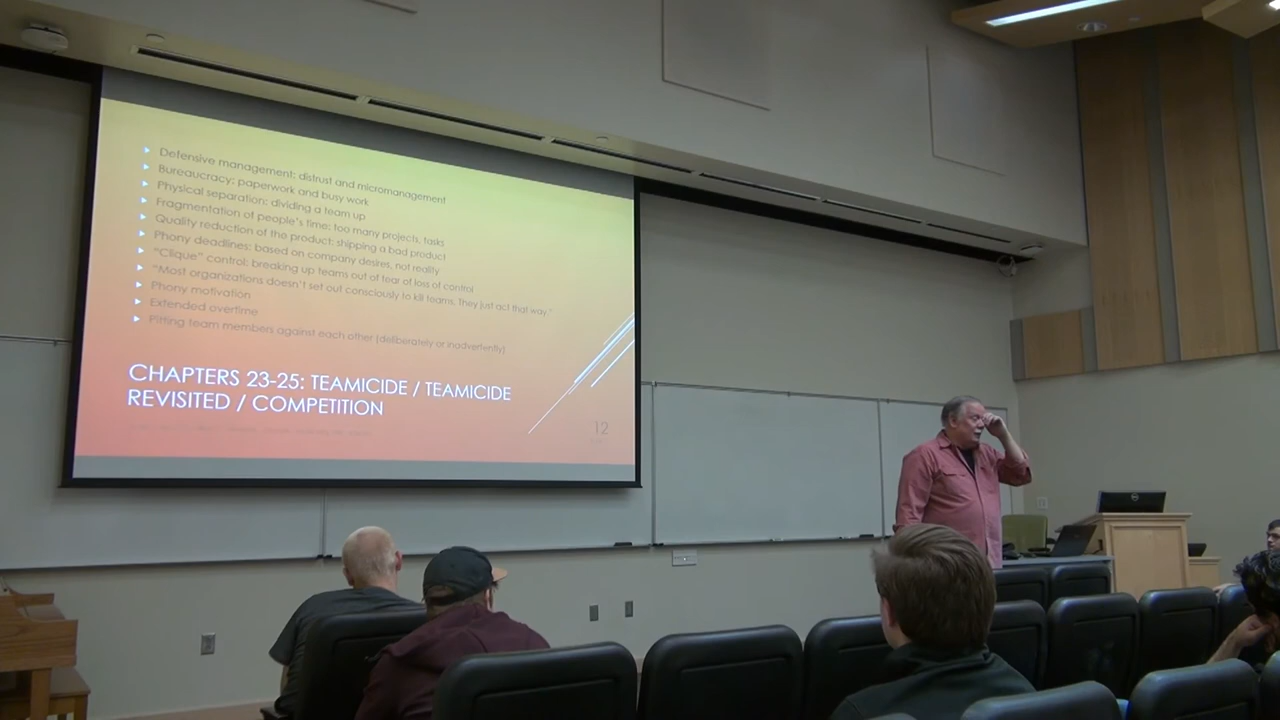 Defensive management: distrust and micromanagement
Bureaucracy: paperwork and busy work
Physical separation: dividing a team up
Fragmentation of people's time: too many projects, tasks
Quality reduction of the product: shipping a bad product
Phony deadlines: based on company desires, not reality
"Clique" control: breaking up teams out of fear of loss of control
"Most organizations doesn't set out consciously to kill teams. They just act that way."
Phony motivation
Extended overtime
Pitting team members against each other (deliberately or inadvertently)
CHAPTERS 23-25: TEAMICIDE / TEAMICIDE
REVISITED / COMPETITION
12